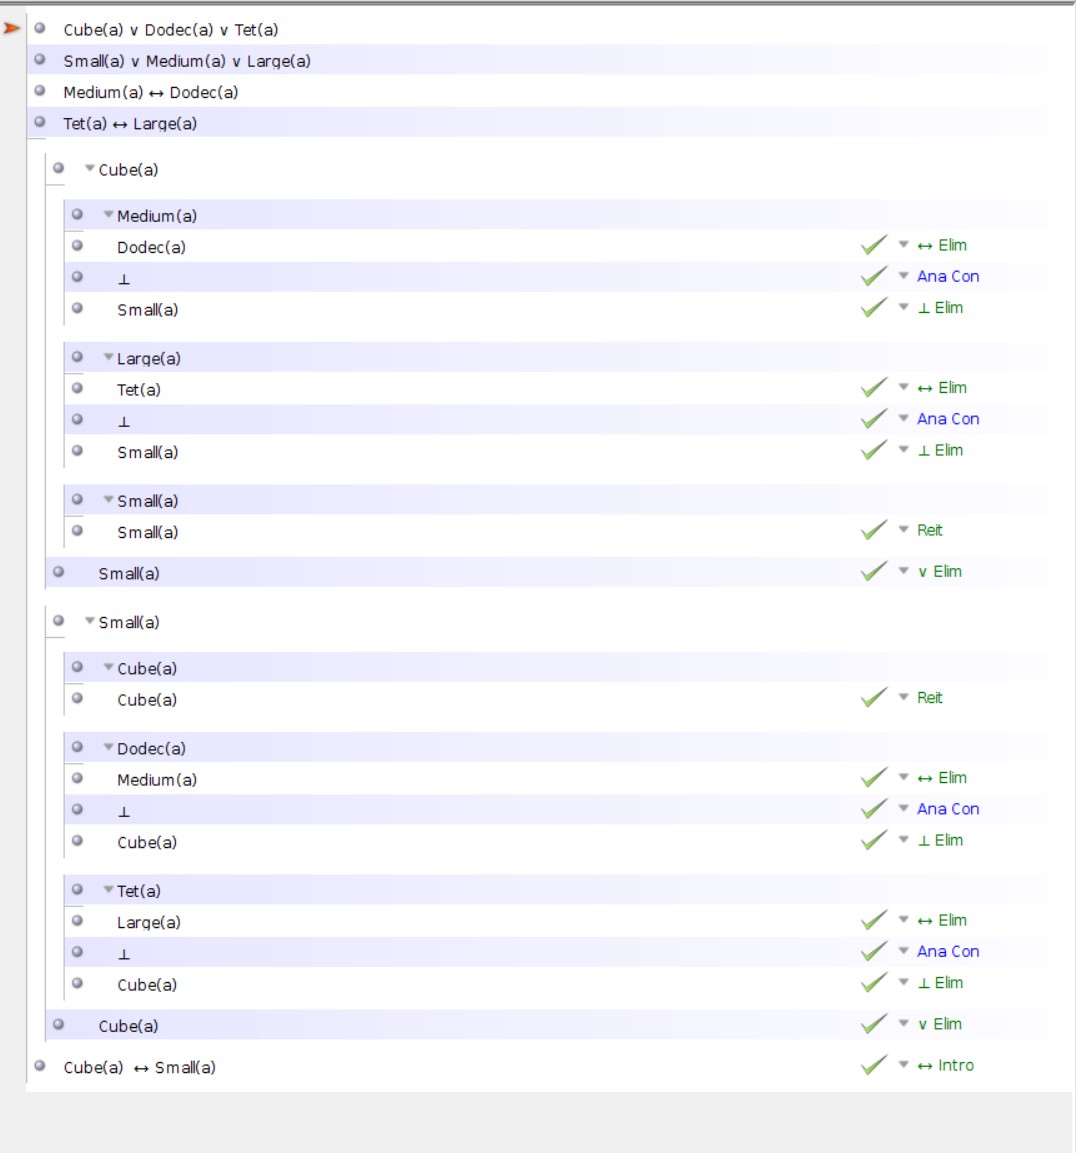 Cube(a) ∨ Dodec(a) ∨ Tet(a)
Small(a) ∨ Medium(a) ∨ Large(a)
Medium(a) ↔ Dodec(a)
Tet(a) ↔ Large(a)
Cube(a)
Medium(a)
Dodec(a) ↔ Elim
⊥ Ana Con
Small(a) ⊥ Elim
Large(a)
Tet(a) ↔ Elim
⊥ Ana Con
Small(a) ⊥ Elim
Small(a)
Small(a) Reit
Small(a) ∨ Elim
Small(a)
Cube(a)
Cube(a) Reit
Dodec(a)
Medium(a) ↔ Elim
⊥ Ana Con
Cube(a) ⊥ Elim
Tet(a)
Large(a) ↔ Elim
⊥ Ana Con
Cube(a) ⊥ Elim
Cube(a) ∨ Elim
Cube(a) ↔ Small(a) ↔ Intro